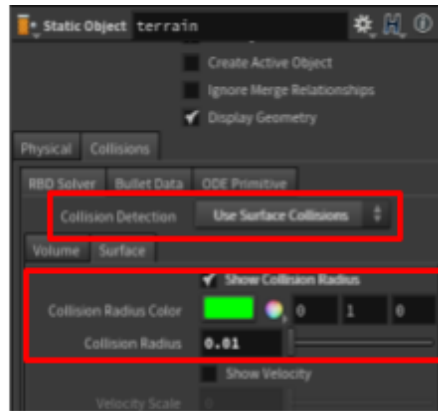 Static Object terrain
Create Active Object
Ignore Merge Relationships
Display Geometry
Physical Collisions
RBD Solver Bullet Data ODE Primitive
Collision Detection Use Surface Collisions
Volume Surface
Show Collision Radius
Collision Radius Color 0 1 0
Collision Radius 0.01
Show Velocity
Velocity Scale 0